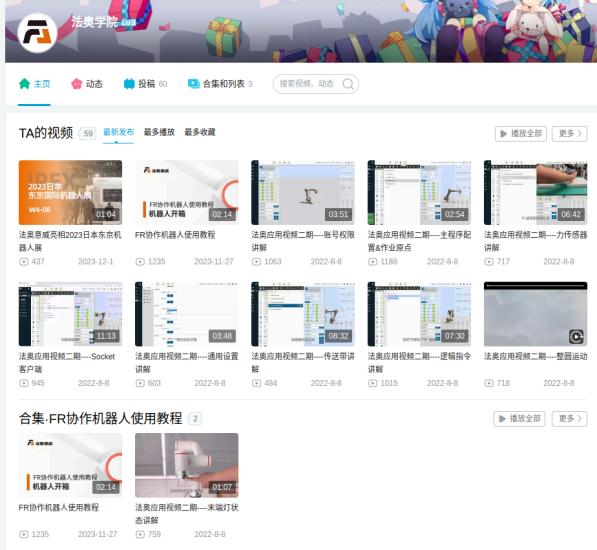 法奥学院
主页 动态 投稿 60 合集和列表 3 搜索视频、动态
TA的视频 59 最新发布 最多播放 最多收藏 播放全部 更多
2023日本
东京国际机器人展
W4-08
01:04
法奥意威
FR协作机器人使用教程
机器人开箱
02:14
03:51
02:54
06:42
法奥意威亮相2023日本东京机
器人展
FR协作机器人使用教程
法奥应用视频二期----账号权限
讲解
法奥应用视频二期----主程序配
置&作业原点
法奥应用视频二期----力传感器
讲解
437 2023-12-1
1235 2023-11-27
1063 2022-8-8
1188 2022-8-8
717 2022-8-8
11:13
03:48
08:32
07:30
法奥应用视频二期----Socket
客户端
法奥应用视频二期----通用设置
讲解
法奥应用视频二期----传送带讲
解
法奥应用视频二期----逻辑指令
讲解
法奥应用视频二期----整圆运动
945 2022-8-8
603 2022-8-8
484 2022-8-8
1015 2022-8-8
718 2022-8-8
合集·FR协作机器人使用教程 2 播放全部 更多
法奥意威
FR协作机器人使用教程
机器人开箱
02:14
01:07
FR协作机器人使用教程
法奥应用视频二期----末端灯状
态讲解
1235 2023-11-27
759 2022-8-8